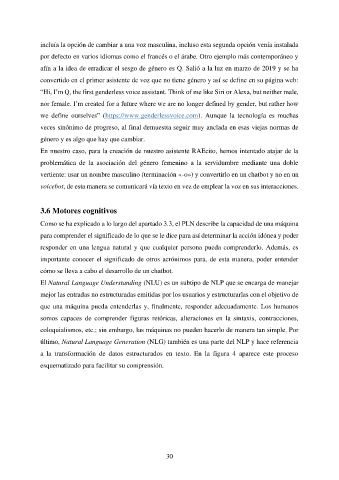 incluía la opción de cambiar a una voz masculina, incluso esta segunda opción venía instalada
por defecto en varios idiomas como el francés o el árabe. Otro ejemplo más contemporáneo y
afín a la idea de erradicar el sesgo de género es Q. Salió a la luz en marzo de 2019 y se ha
convertido en el primer asistente de voz que no tiene género y así se define en su página web:
“Hi, I’m Q, the first genderless voice assistant. Think of me like Siri or Alexa, but neither male,
nor female. I’m created for a future where we are no longer defined by gender, but rather how
we define ourselves” (https://www.genderlessvoice.com). Aunque la tecnología es muchas
veces sinónimo de progreso, al final demuestra seguir muy anclada en esas viejas normas de
género y es algo que hay que cambiar.
En nuestro caso, para la creación de nuestro asistente RAEcito, hemos intentado atajar de la
problemática de la asociación del género femenino a la servidumbre mediante una doble
vertiente: usar un nombre masculino (terminación «-o») y convertirlo en un chatbot y no en un
voicebot, de esta manera se comunicará vía texto en vez de emplear la voz en sus interacciones.
3.6 Motores cognitivos
Como se ha explicado a lo largo del apartado 3.3, el PLN describe la capacidad de una máquina
para comprender el significado de lo que se le dice para así determinar la acción idónea y poder
responder en una lengua natural y que cualquier persona pueda comprenderlo. Además, es
importante conocer el significado de otros acrónimos para, de esta manera, poder entender
cómo se lleva a cabo el desarrollo de un chatbot.
El Natural Language Understanding (NLU) es un subtipo de NLP que se encarga de manejar
mejor las entradas no estructuradas emitidas por los usuarios y estructurarlas con el objetivo de
que una máquina pueda entenderlas y, finalmente, responder adecuadamente. Los humanos
somos capaces de comprender figuras retóricas, alteraciones en la sintaxis, contracciones,
coloquialismos, etc.; sin embargo, las máquinas no pueden hacerlo de manera tan simple. Por
último, Natural Language Generation (NLG) también es una parte del NLP y hace referencia
a la transformación de datos estructurados en texto. En la figura 4 aparece este proceso
esquematizado para facilitar su comprensión.
30